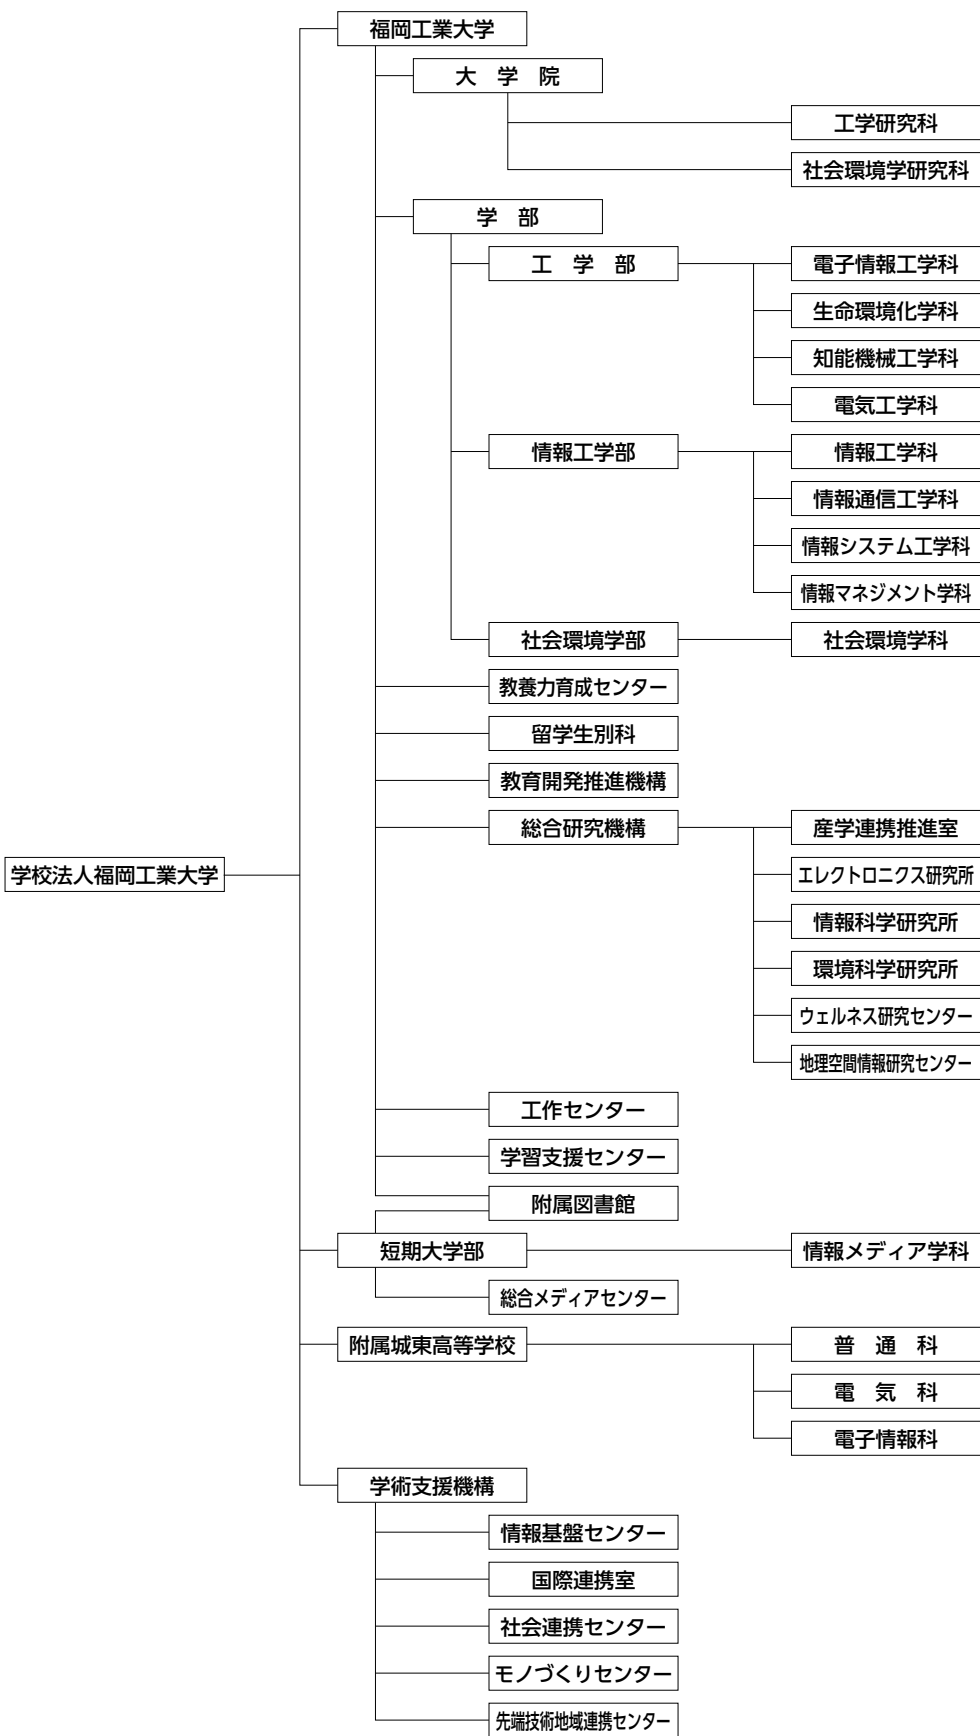 福岡工業大学
大　学　院
工学研究科
社会環境学研究科
学　部
工　学　部
電子情報工学科
生命環境化学科
知能機械工学科
電気工学科
情報工学部
情報工学科
情報通信工学科
情報システム工学科
情報マネジメント学科
社会環境学部
社会環境学科
教養力育成センター
留学生別科
教育開発推進機構
総合研究機構
産学連携推進室
学校法人福岡工業大学
エレクトロニクス研究所
情報科学研究所
環境科学研究所
ウェルネス研究センター
地理空間情報研究センター
工作センター
学習支援センター
附属図書館
短期大学部
情報メディア学科
総合メディアセンター
附属城東高等学校
普　通　科
電　気　科
電子情報科
学術支援機構
情報基盤センター
国際連携室
社会連携センター
モノづくりセンター
先端技術地域連携センター